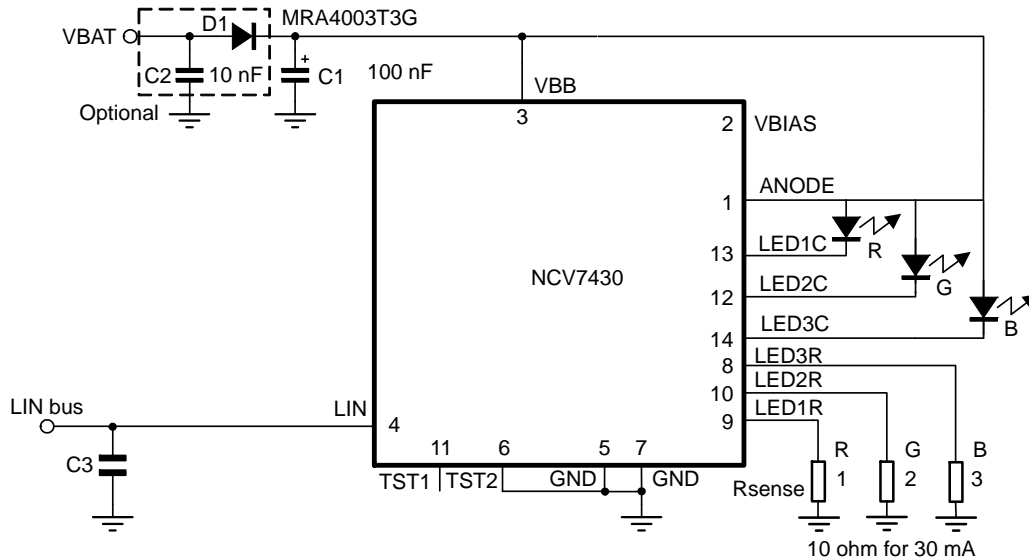 D1
MRA4003T3G
VBAT
C2
10 nF
+
C1
100 nF
Optional
VBB
3
2
VBIAS
ANODE
1
LED1C
R
13
NCV7430
LED2C
G
12
LED3C
B
14
LED3R
8
LED2R
10
LED1R
9
LIN bus
LIN
4
C3
11
6
5
7
TST1
TST2
GND
GND
R
G
B
Rsense
1
2
3
10 ohm for 30 mA